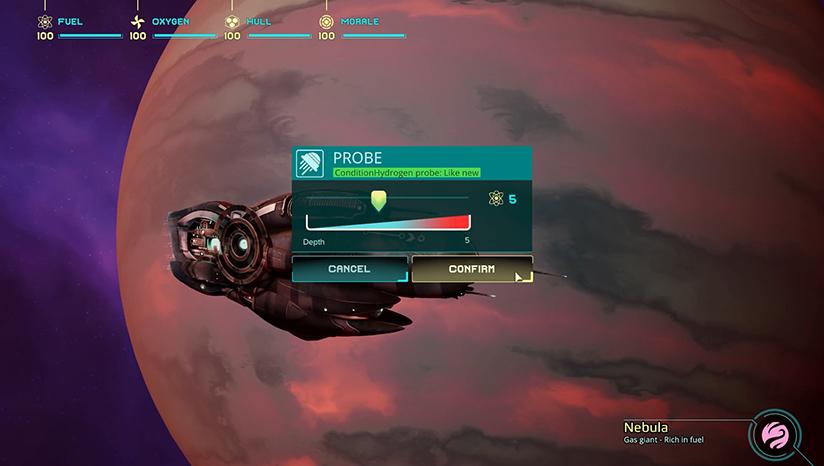 FUEL
100
OXYGEN
100
HULL
100
MORALE
100
PROBE
ConditionHydrogen probe: Like new
5
Depth 5
CANCEL CONFIRM
Nebula
Gas giant - Rich in fuel